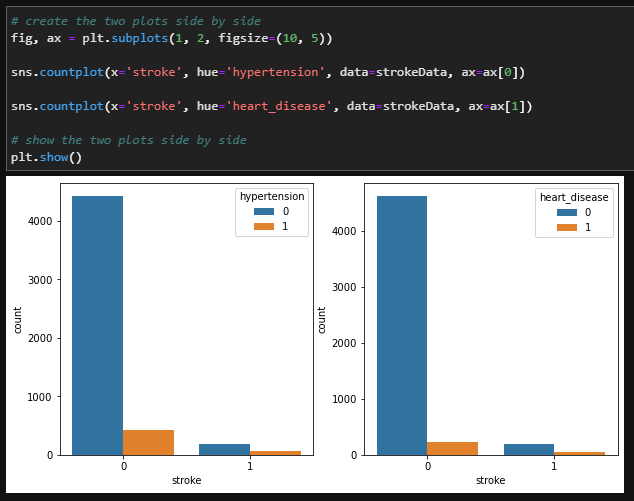 # create the two plots side by side
fig, ax = plt.subplots(1, 2, figsize=(10, 5))
sns.countplot(x='stroke', hue='hypertension', data=strokeData, ax=ax[0])
sns.countplot(x='stroke', hue='heart_disease', data=strokeData, ax=ax[1])
# show the two plots side by side
plt.show()
hypertension
0
1
4000
3000
2000
1000
0
count
0 1
stroke
heart_disease
0
1
4000
3000
2000
1000
0
count
0 1
stroke